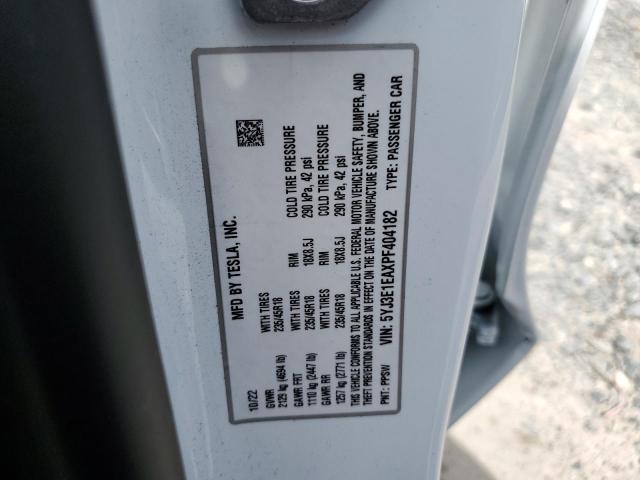 MFD BY TESLA, INC.
10/22
GVWR WITH TIRES RIM COLD TIRE PRESSURE
2129 kg (4694 lb) 235/45R18 18X8.5J 290 kPa, 42 psi
GAWR FRT WITH TIRES RIM COLD TIRE PRESSURE
1110 kg (2447 lb) 235/45R18 18X8.5J 290 kPa, 42 psi
GAWR RR
1257 kg (2771 lb) 235/45R18
THIS VEHICLE CONFORMS TO ALL APPLICABLE U.S. FEDERAL MOTOR VEHICLE SAFETY, BUMPER, AND
THEFT PREVENTION STANDARDS IN EFFECT ON THE DATE OF MANUFACTURE SHOWN ABOVE.
VIN: 5YJ3E1EAXPF404182 TYPE: PASSENGER CAR
PNT: PPSW